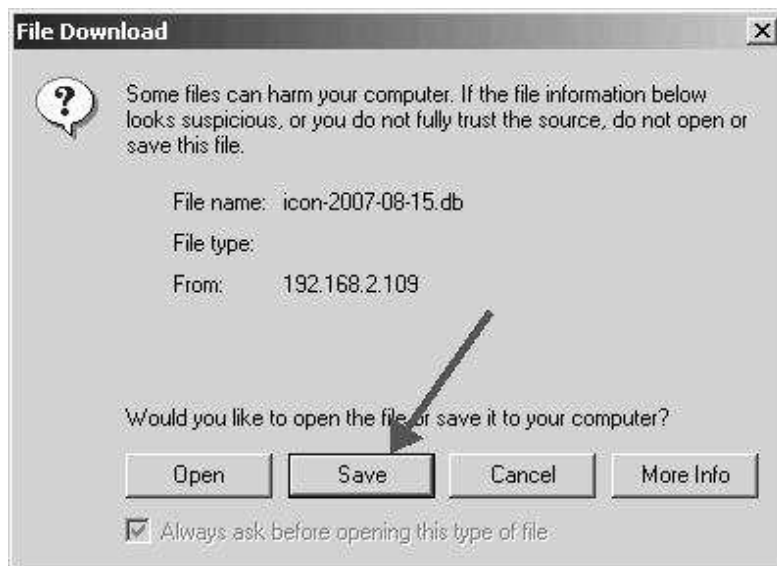 File Download
Some files can harm your computer. If the file information below
looks suspicious, or you do not fully trust the source, do not open or
save this file.
File name: icon-2007-08-15.db
File type:
From: 192.168.2.109
Would you like to open the file or save it to your computer?
Open Save Cancel More Info
Always ask before opening this type of file